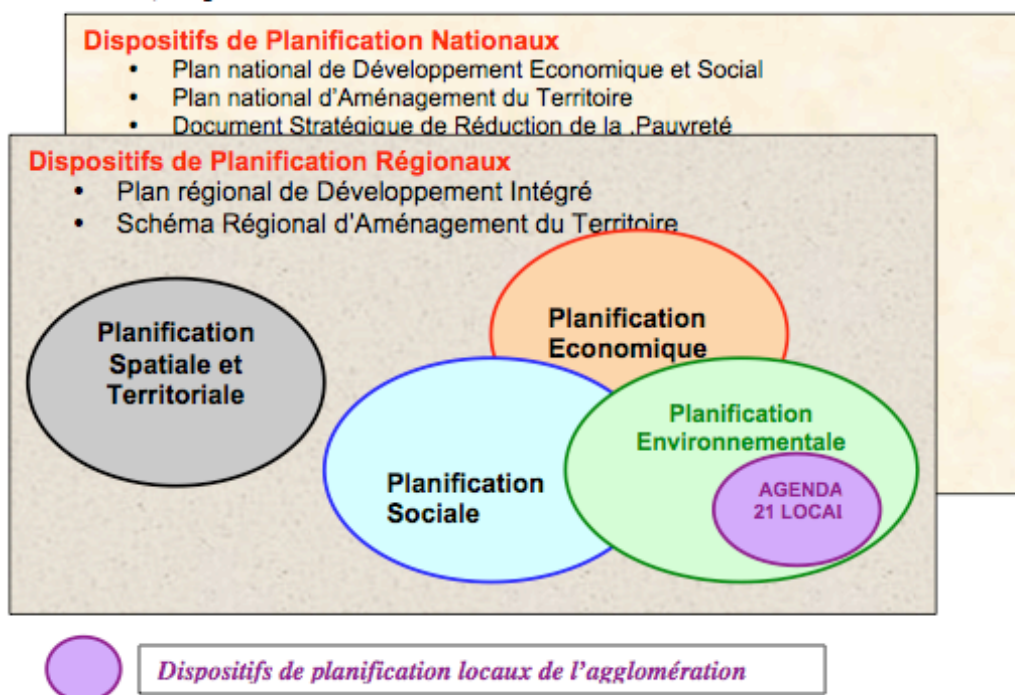 Dispositifs de Planification Nationaux
• Plan national de Développement Economique et Social
• Plan national d'Aménagement du Territoire
• Document Stratégique de Réduction de la .Pauvreté
Dispositifs de Planification Régionaux
• Plan régional de Développement Intégré
• Schéma Régional d'Aménagement du Territoire
Planification
Spatiale et
Territoriale
Planification
Economique
Planification
Environnementale
Planification
Sociale
AGENDA
21 LOCAL
Dispositifs de planification locaux de l'agglomération